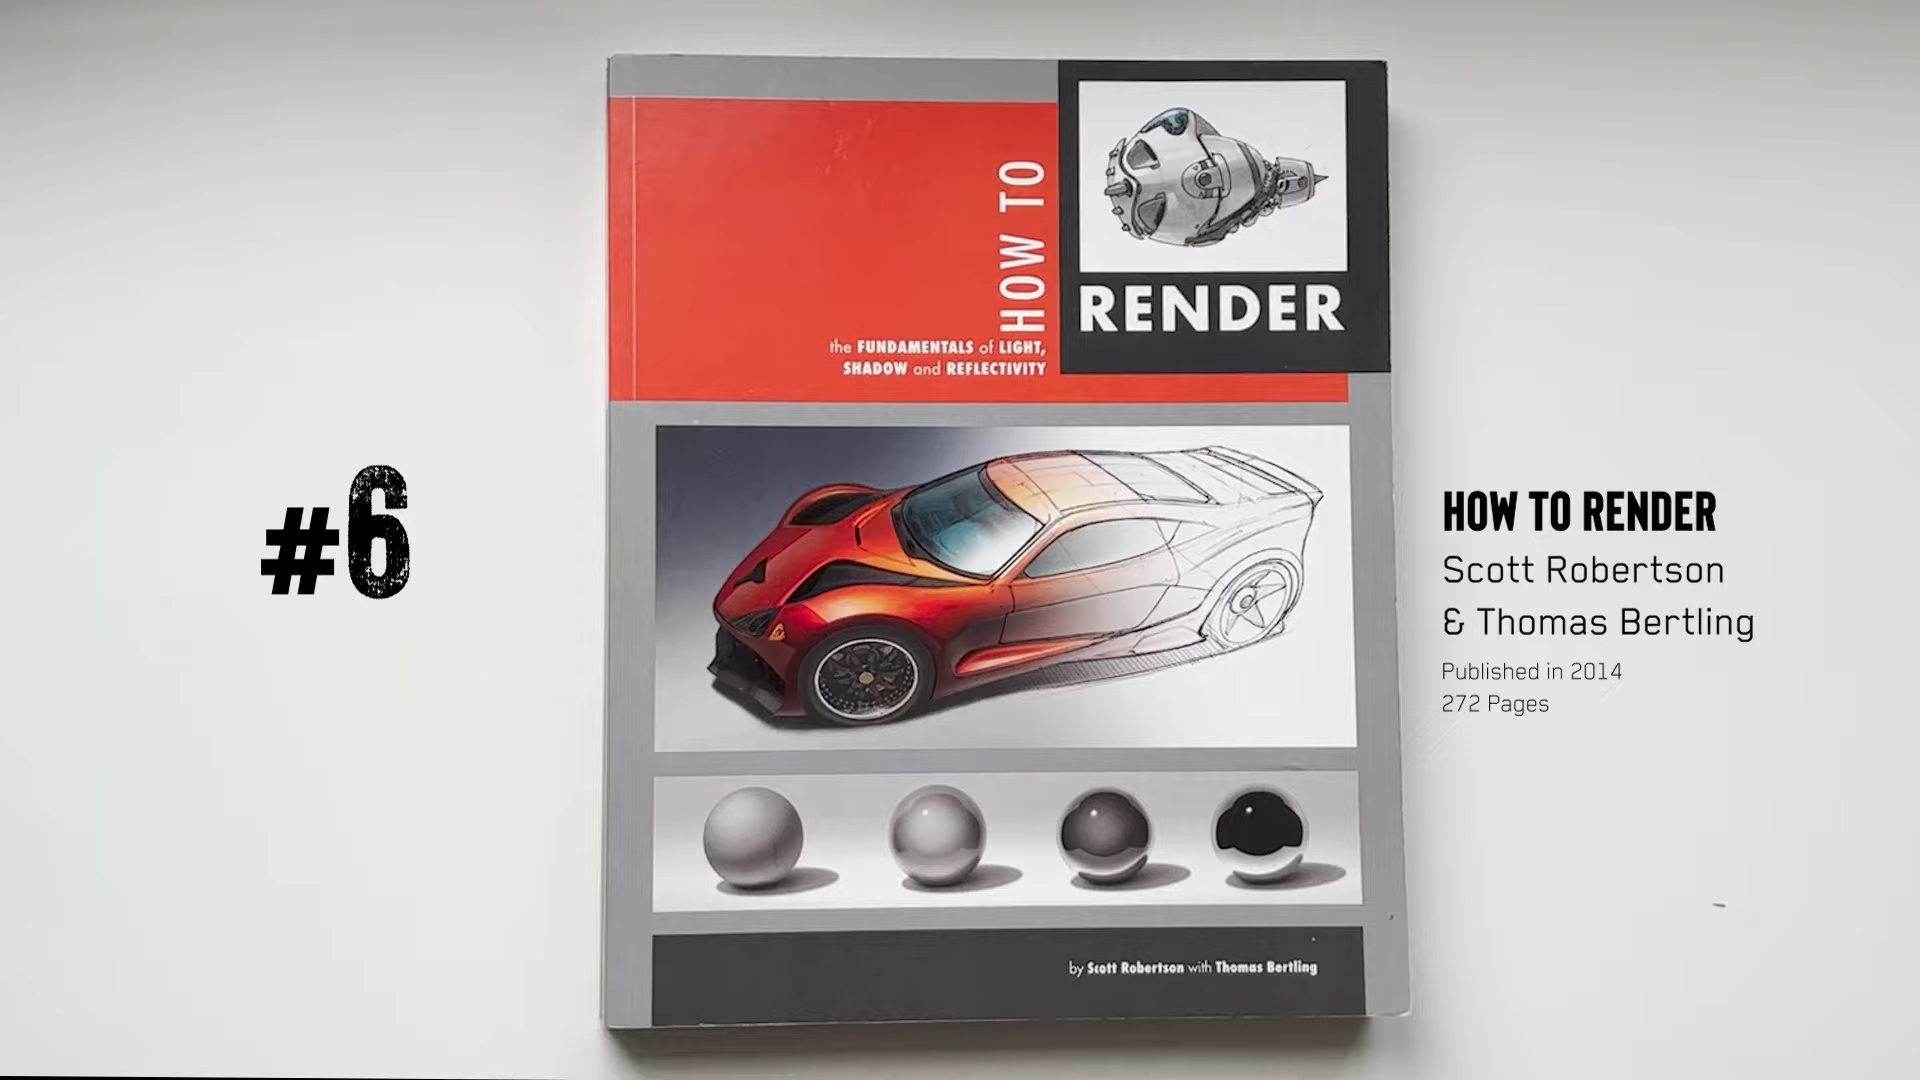 #6
HOW TO
RENDER
the FUNDAMENTALS of LIGHT,
SHADOW and REFLECTIVITY
by Scott Robertson with Thomas Bertling
HOW TO RENDER
Scott Robertson
& Thomas Bertling
Published in 2014
272 Pages